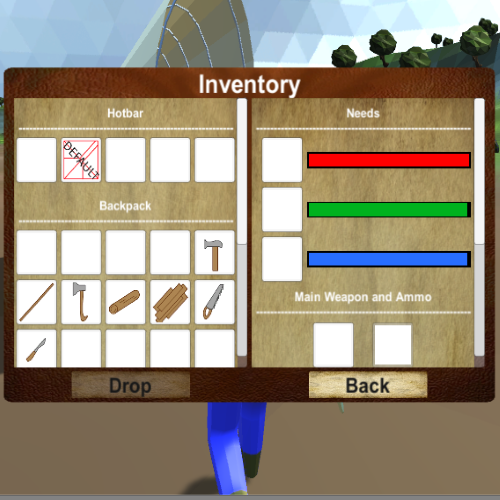 Inventory
Hotbar
DEFAULT
Backpack
Needs
Main Weapon and Ammo
Drop
Back